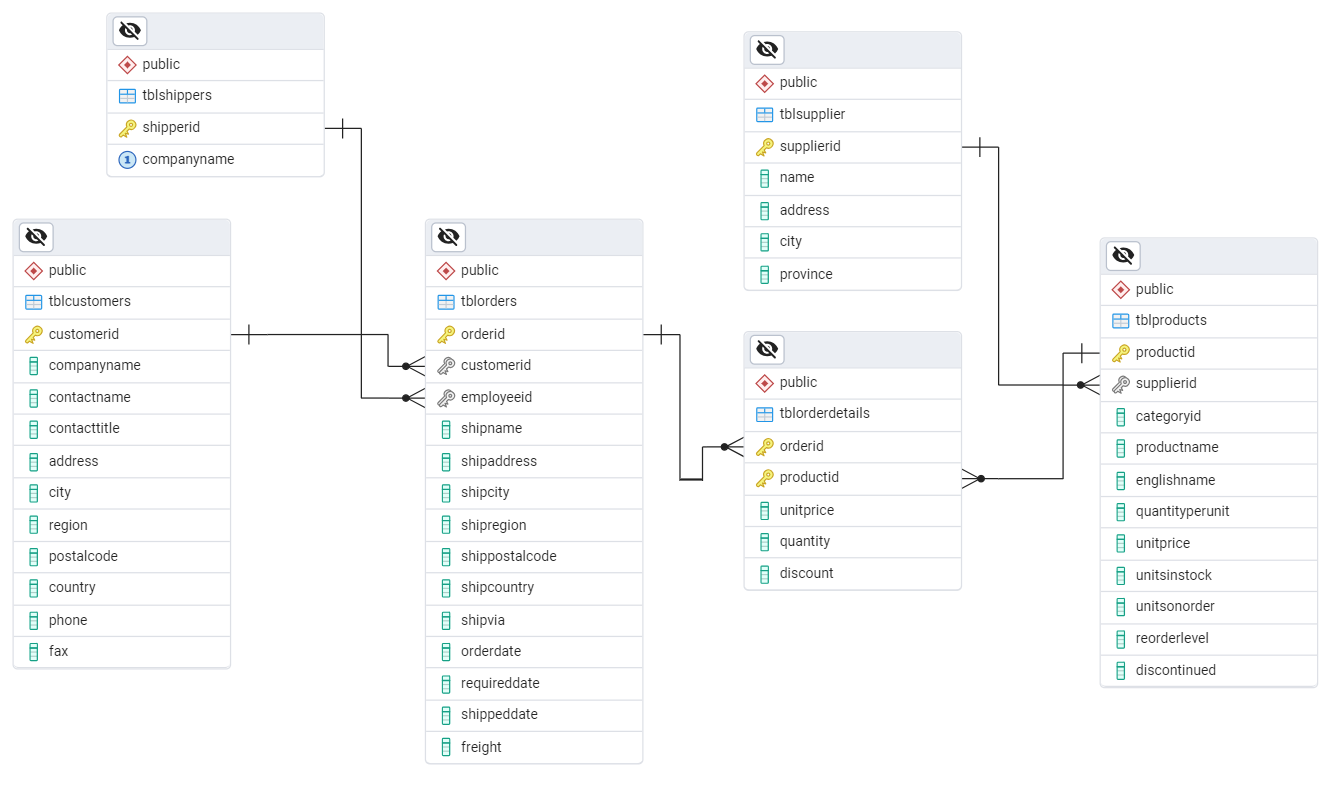 public
tblshippers
shipperid
1 companyname
public
tblcustomers
customerid
companyname
contactname
contacttitle
address
city
region
postalcode
country
phone
fax
public
tblorders
orderid
customerid
employeeid
shipname
shipaddress
shipcity
shipregion
shippostalcode
shipcountry
shipvia
orderdate
requireddate
shippeddate
freight
public
tblsupplier
supplierid
name
address
city
province
public
tblorderdetails
orderid
productid
unitprice
quantity
discount
public
tblproducts
productid
supplierid
categoryid
productname
englishname
quantityperunit
unitprice
unitsinstock
unitsonorder
reorderlevel
discontinued